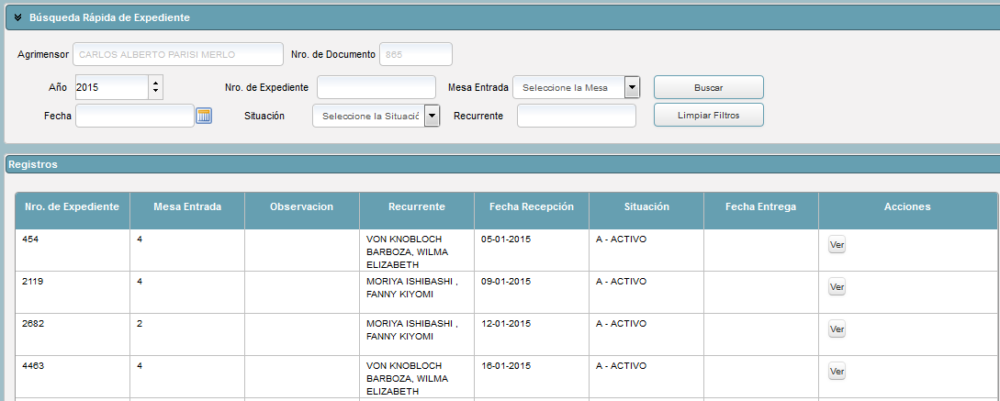 Búsqueda Rápida de Expediente
Agrimensor CARLOS ALBERTO PARISI MERLO Nro. de Documento 865
Año 2015 Nro. de Expediente Mesa Entrada Seleccione la Mesa Buscar
Fecha Situación Seleccione la Situació Recurrente Limpiar Filtros
Registros
Nro. de Expediente Mesa Entrada Observacion Recurrente Fecha Recepción Situación Fecha Entrega Acciones
454 4 VON KNOBLOCH 05-01-2015 A - ACTIVO Ver
BARBOZA, WILMA
ELIZABETH
2119 4 MORIYA ISHIBASHI , 09-01-2015 A - ACTIVO Ver
FANNY KIYOMI
2682 2 MORIYA ISHIBASHI , 12-01-2015 A - ACTIVO Ver
FANNY KIYOMI
4463 4 VON KNOBLOCH 16-01-2015 A - ACTIVO Ver
BARBOZA, WILMA
ELIZABETH